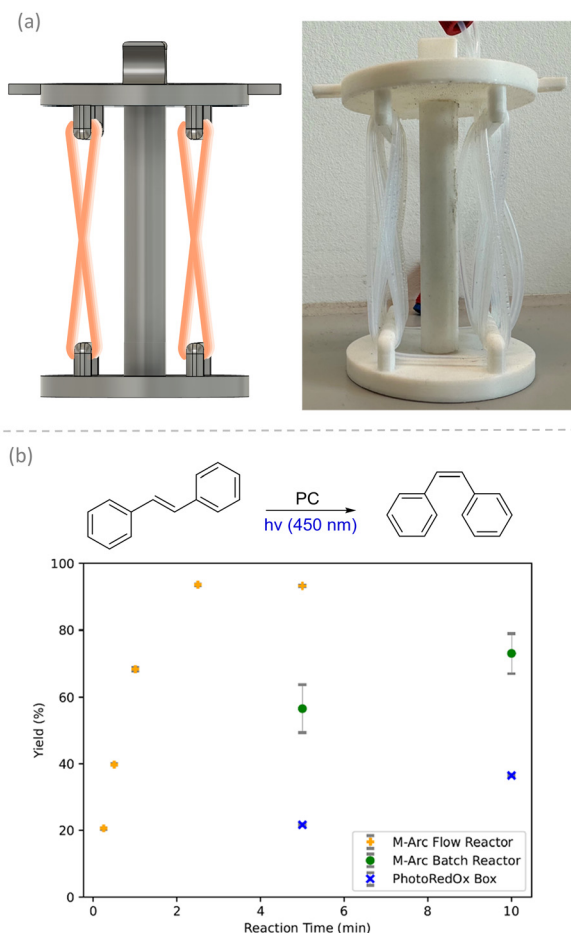 (a)
(b)
PC
hv (450 nm)
100
80
60
40
20
0
Yield (%)
M-Arc Flow Reactor
M-Arc Batch Reactor
PhotoRedOx Box
0
2
4
6
8
10
Reaction Time (min)